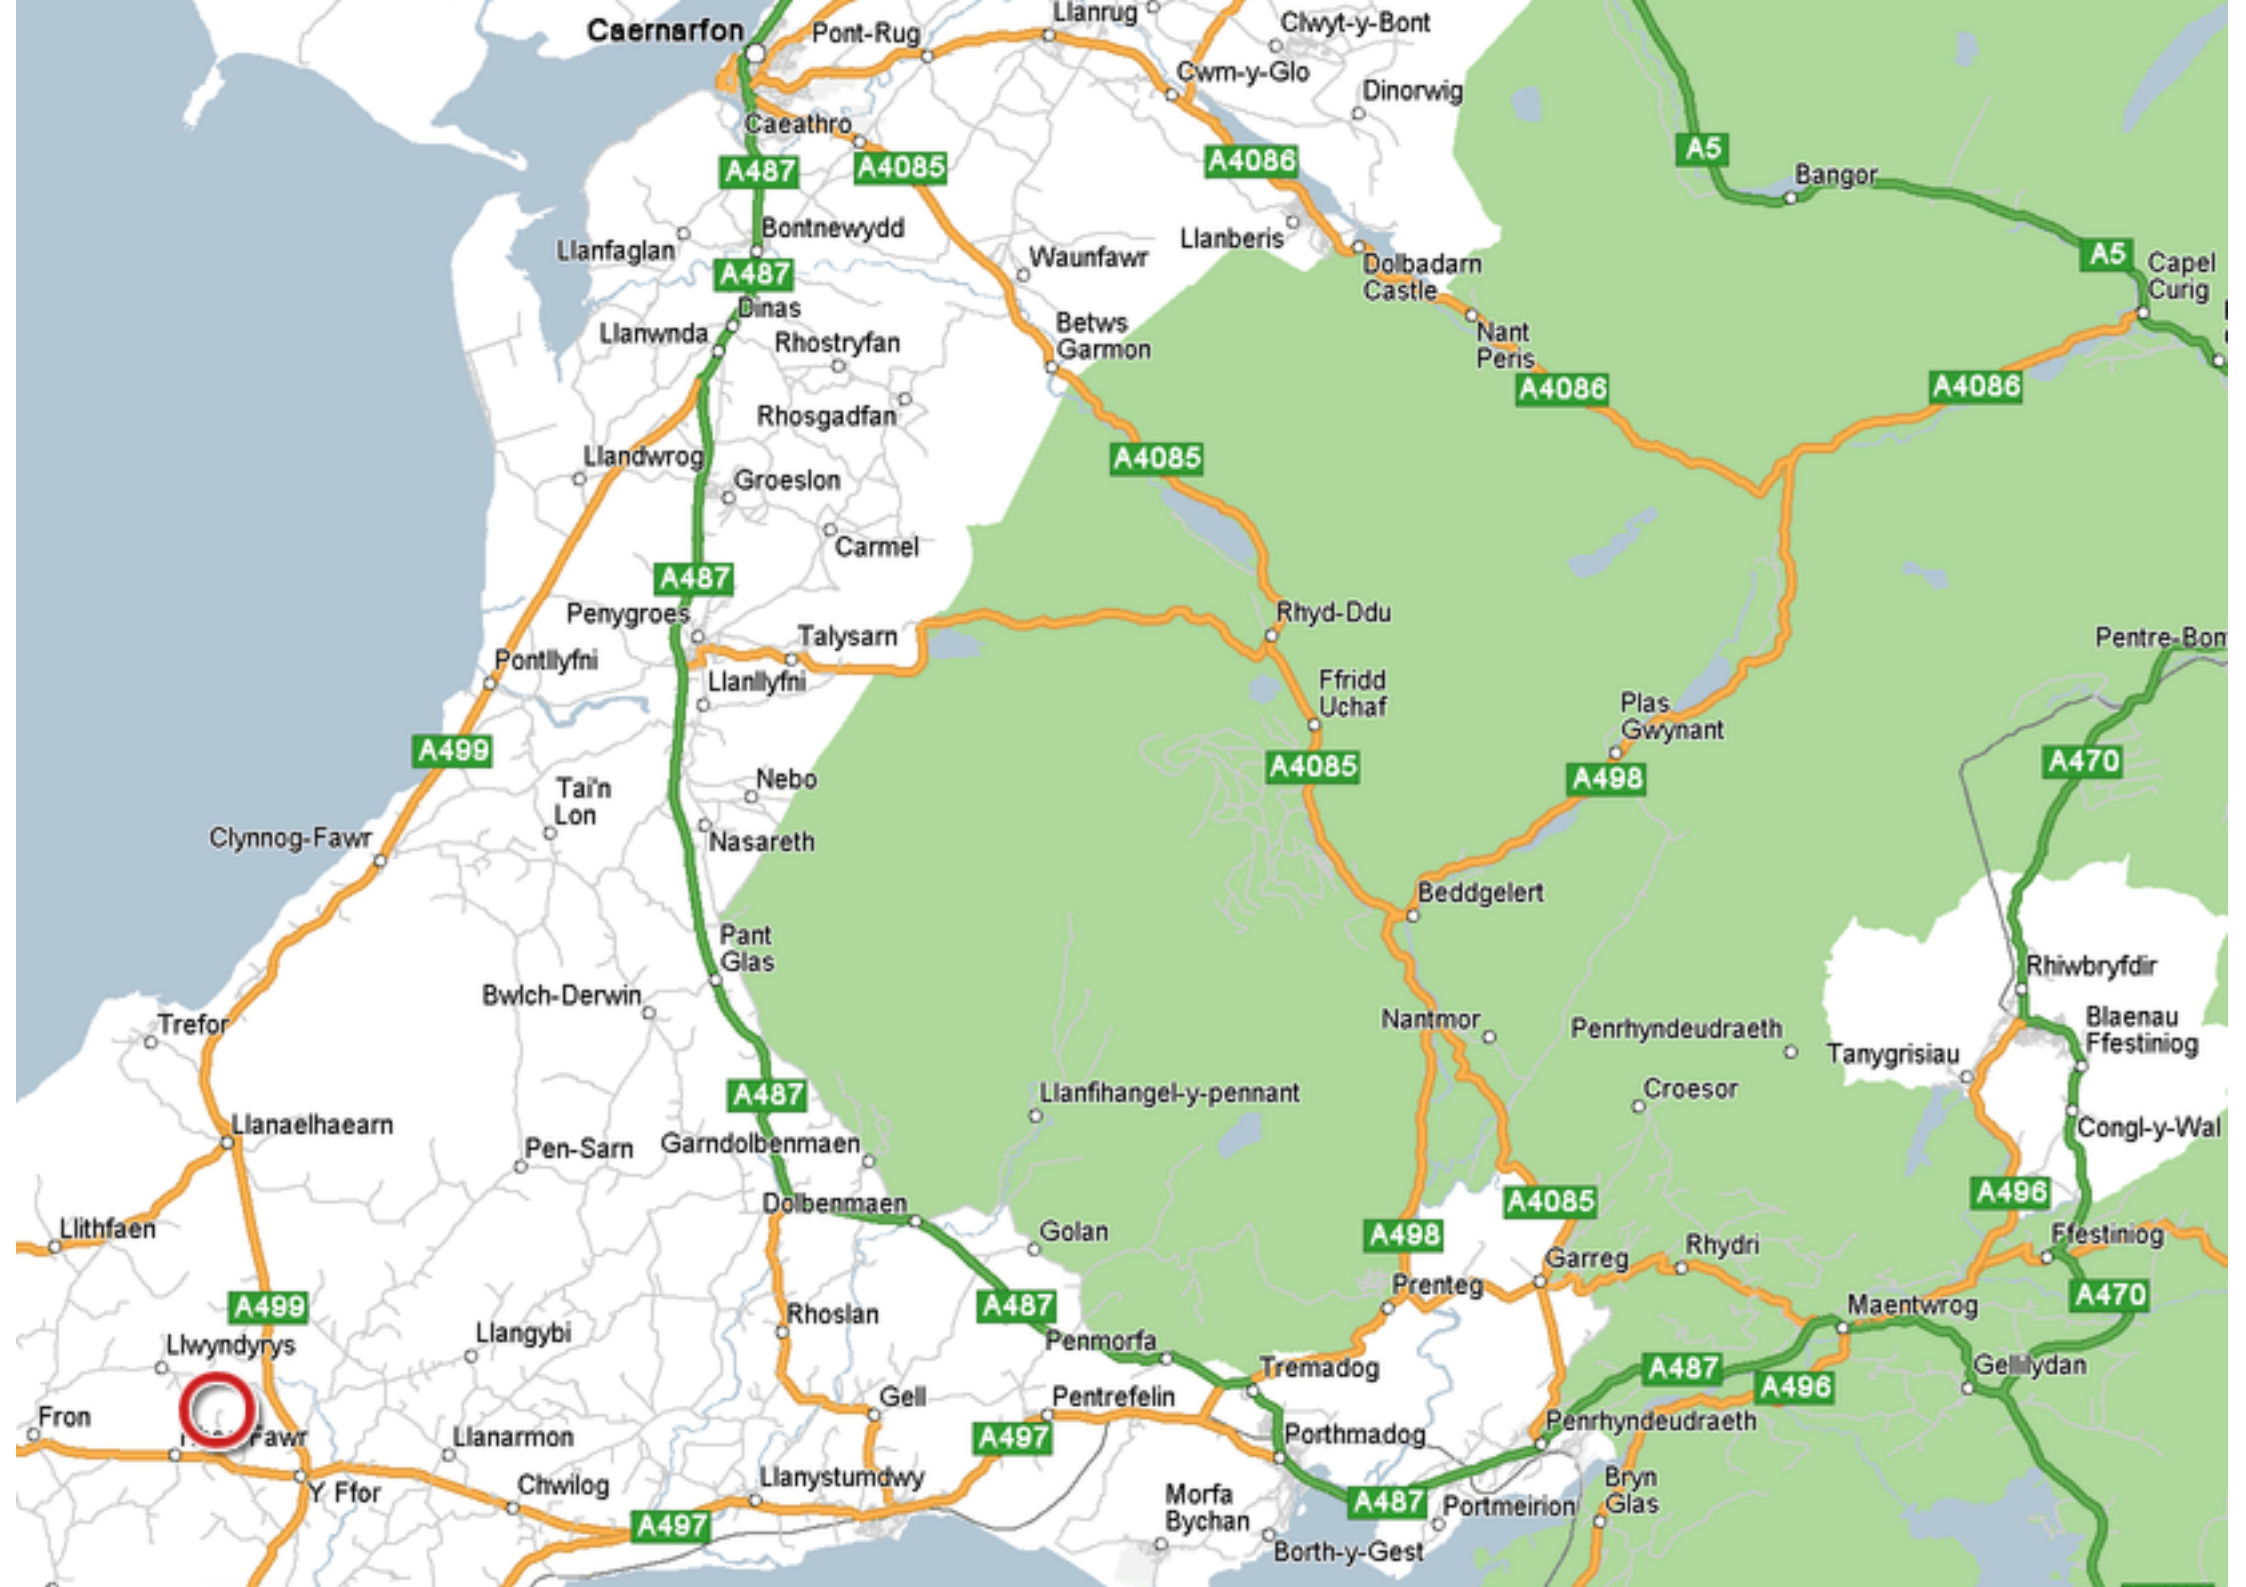 Llanrug
Clwyt-y-Bont
Caernarfon
Pont-Rug
Cwm-y-Glo
Dinorwig
Caeathro
A5
A487
A4085
A4086
Bangor
Bontnewydd
Llanfaglan
Llanberis
Waunfawr
A487
Dolbadarn
Castle
A5
Capel
Curig
Dinas
Llanwnda
Rhostryfan
Betws
Garmon
Nant
Peris
A4086
A4086
Rhosgadfan
Llandwrog
A4085
Groeslon
Carmel
A487
Penygroes
Talysarn
Rhyd-Ddu
Pentre-Bon
Pontllyfni
Llanllyfni
Ffridd
Uchaf
Plas
Gwynant
A499
A4085
A498
A470
Tai'n
Lon
Nebo
Clynnog-Fawr
Nasareth
Beddgelert
Pant
Glas
Rhiwbryfdir
Bwlch-Derwin
Trefor
Nantmor
Penrhyndeudraeth
Blaenau
Ffestiniog
Tanygrisiau
A487
Llanfihangel-y-pennant
Croesor
Llanaelhaearn
Pen-Sarn
Garndolbenmaen
Congl-y-Wal
Dolbenmaen
A4085
A496
Llithfaen
Golan
A498
Garreg
Rhydri
Ffestiniog
A499
Rhoslan
A487
Prenteg
Maentwrog
A470
Llwyndyrys
Llangybi
Penmorfa
Tremadog
A487
A496
Gellilydan
Fron
Fawr
Llanarmon
Gell
Pentrefelin
A497
Porthmadog
Penrhyndeudraeth
Y Ffor
Chwilog
Llanystumdwy
A497
Morfa
Bychan
A487
Portmeirion
Bryn
Glas
Borth-y-Gest